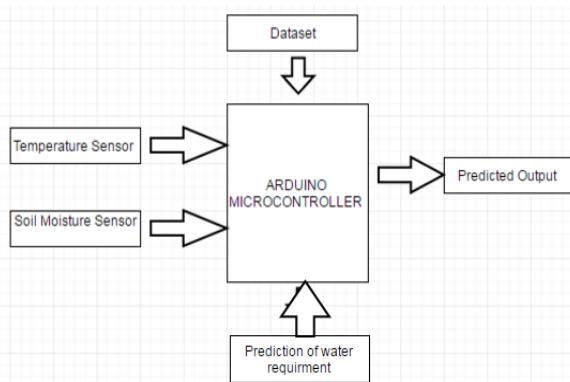 Dataset
Temperature Sensor
ARDUINO
MICROCONTROLLER
Predicted Output
Soil Moisture Sensor
Prediction of water
requirment